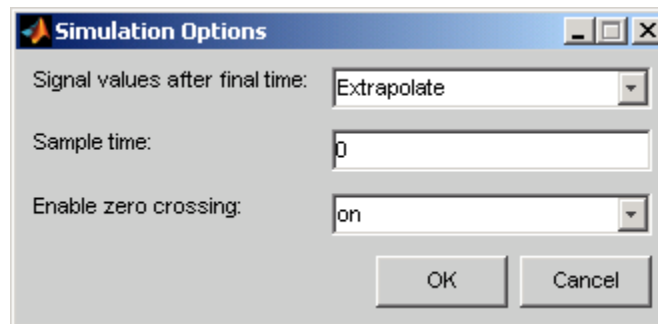 Simulation Options
Signal values after final time: Extrapolate
Sample time: 0
Enable zero crossing: on
OK Cancel